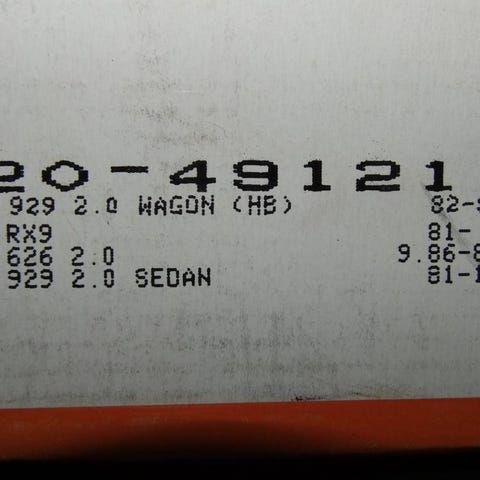 20-49121
929 2.0 WAGON (HB) 82-
RX9 81-
626 2.0 9.86-8
929 2.0 SEDAN 81-1